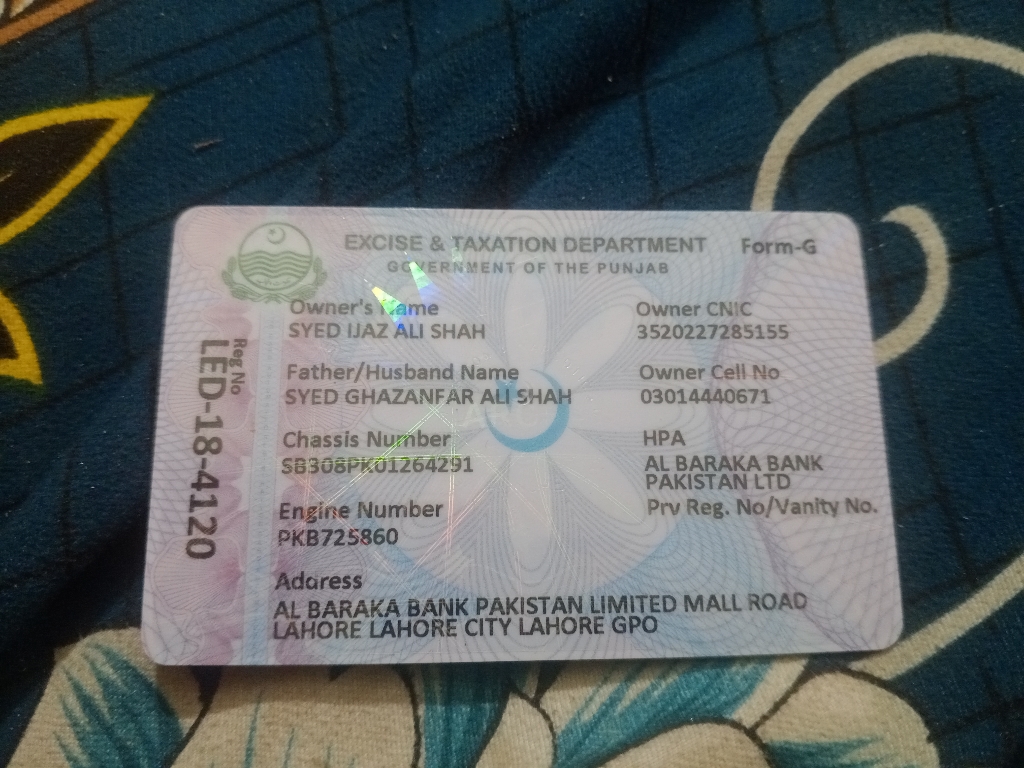 EXCISE & TAXATION DEPARTMENT
Form-G
GOVERNMENT OF THE PUNJAB
Owner's Name
SYED IJAZ ALI SHAH
Owner CNIC
3520227285155
Father/Husband Name
SYED GHAZANFAR ALI SHAH
Owner Cell No
03014440671
Chassis Number
SB308PK01264291
HPA
AL BARAKA BANK
PAKISTAN LTD
Engine Number
PKB725860
Prv Reg. No/Vanity No.
Address
AL BARAKA BANK PAKISTAN LIMITED MALL ROAD
LAHORE LAHORE CITY LAHORE GPO
Reg No
LED-18-4120